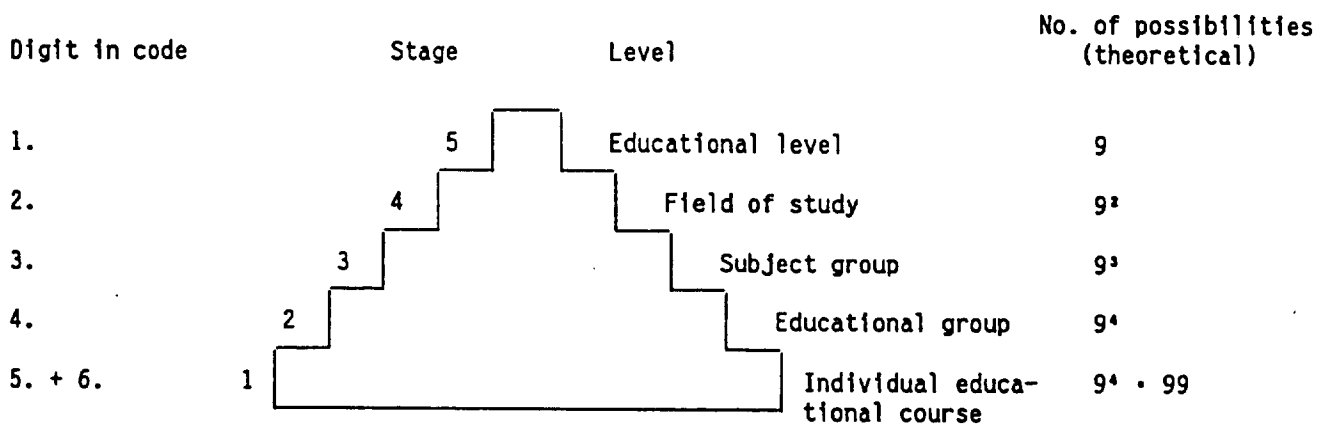 No. of possibilities
Digit in code Stage Level (theoretical)
1. 5 Educational level 9
2. 4 Field of study 9²
3. 3 Subject group 9³
4. 2 Educational group 9⁴
5. + 6. 1 Individual educa- 9⁴ • 99
tional course